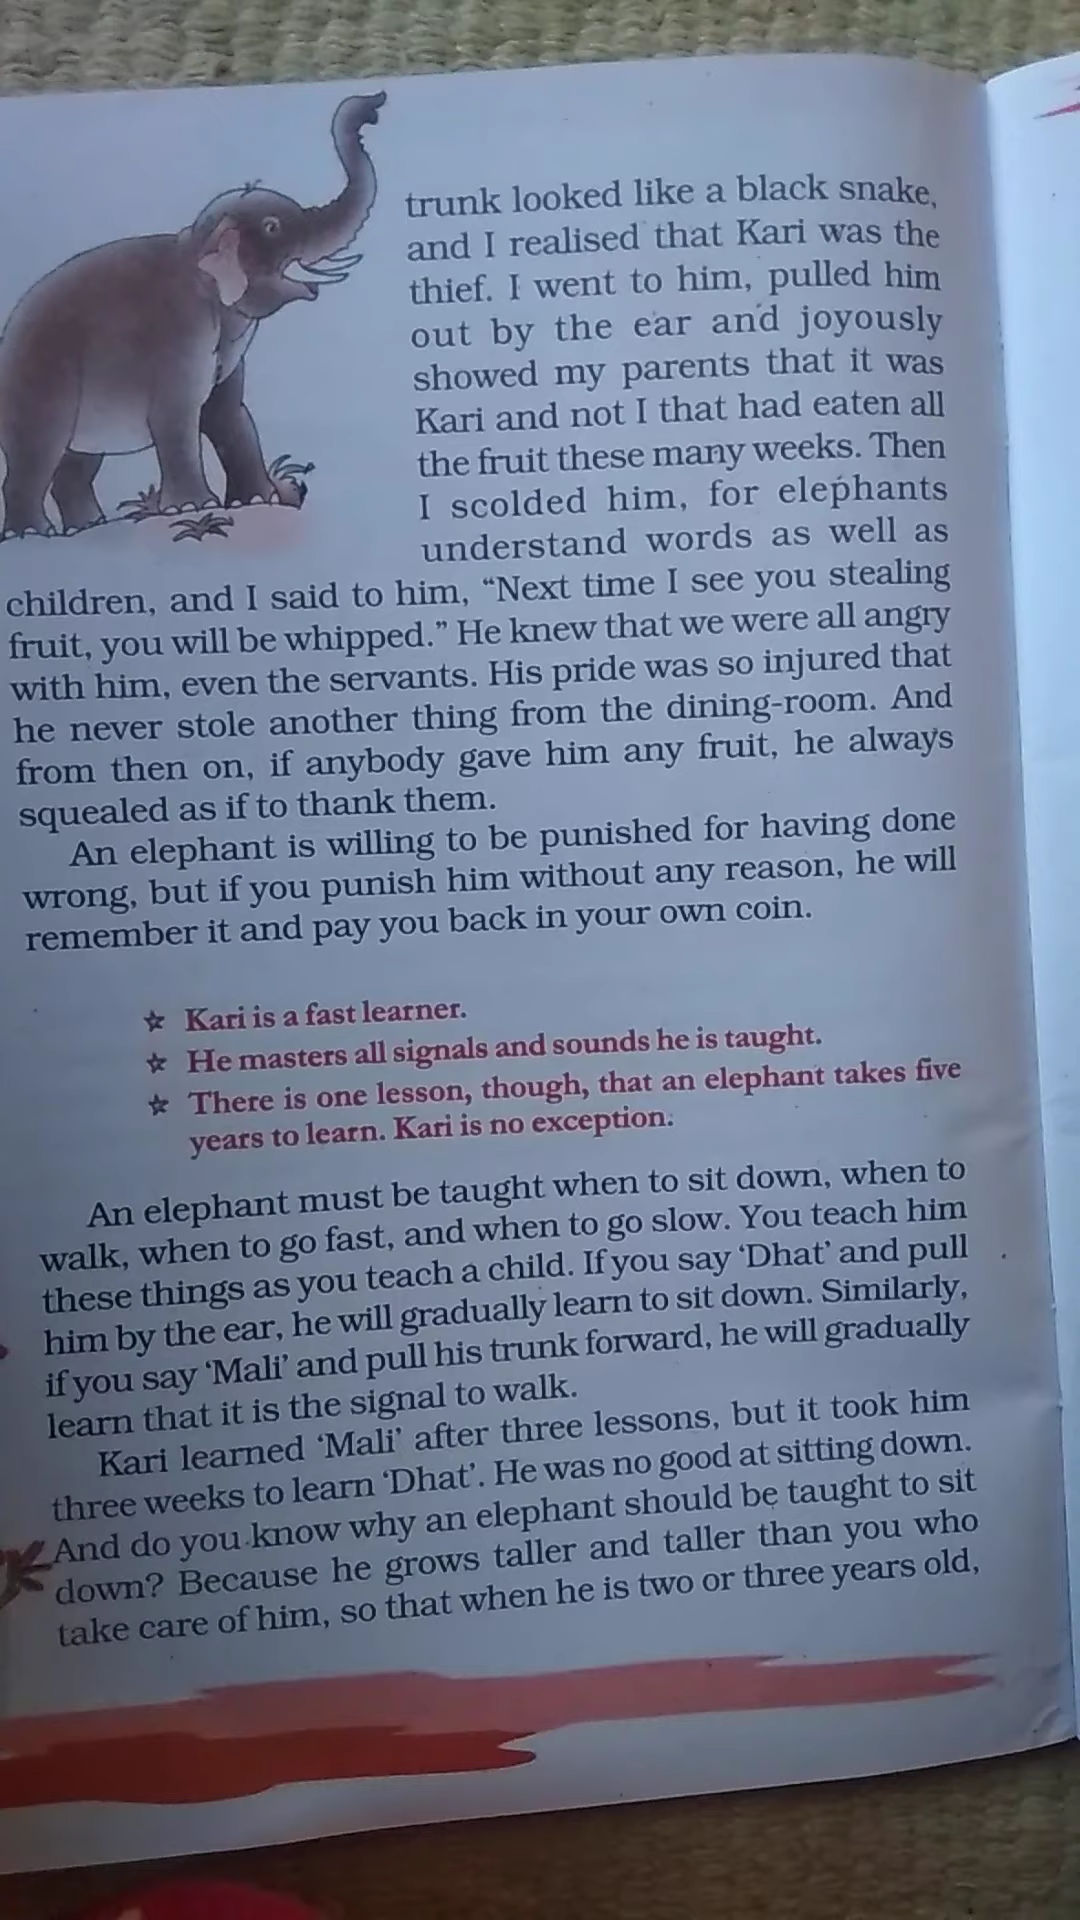 trunk looked like a black snake,
and I realised that Kari was the
thief. I went to him, pulled him
out by the ear and joyously
showed my parents that it was
Kari and not I that had eaten all
the fruit these many weeks. Then
I scolded him, for elephants
understand words as well as
children, and I said to him, “Next time I see you stealing
fruit, you will be whipped.” He knew that we were all angry
with him, even the servants. His pride was so injured that
he never stole another thing from the dining-room. And
from then on, if anybody gave him any fruit, he always
squealed as if to thank them.
An elephant is willing to be punished for having done
wrong, but if you punish him without any reason, he will
remember it and pay you back in your own coin.
☆ Kari is a fast learner.
☆ He masters all signals and sounds he is taught.
☆ There is one lesson, though, that an elephant takes five
years to learn. Kari is no exception.
An elephant must be taught when to sit down, when to
walk, when to go fast, and when to go slow. You teach him
these things as you teach a child. If you say ‘Dhat’ and pull
him by the ear, he will gradually learn to sit down. Similarly,
if you say ‘Mali’ and pull his trunk forward, he will gradually
learn that it is the signal to walk.
Kari learned ‘Mali’ after three lessons, but it took him
three weeks to learn ‘Dhat’. He was no good at sitting down.
And do you know why an elephant should be taught to sit
down? Because he grows taller and taller than you who
take care of him, so that when he is two or three years old,